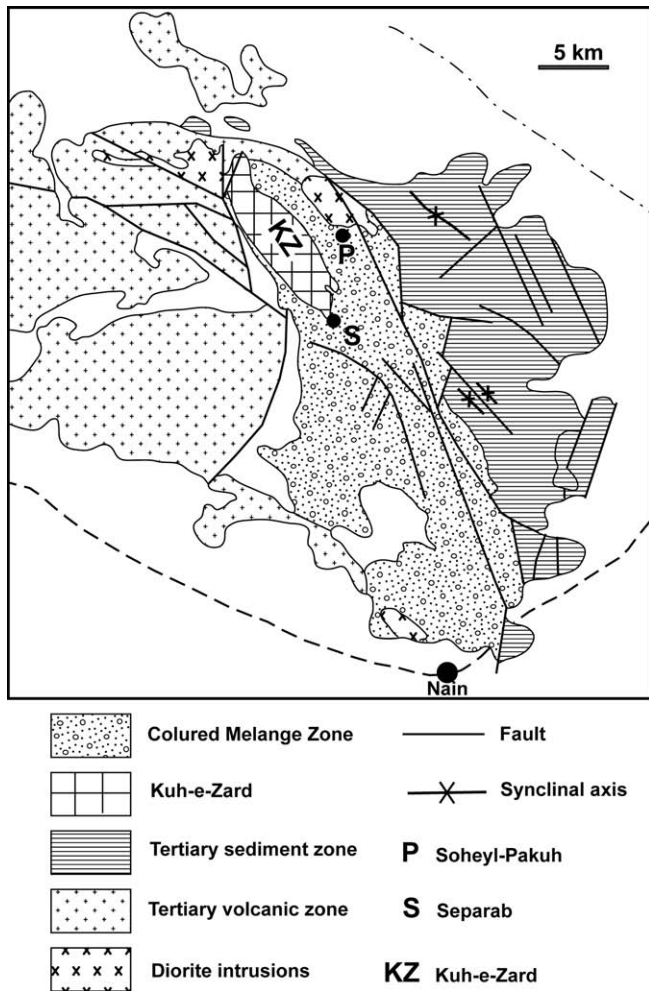 5 km
KZ
P
S
Nain
Colured Melange Zone
Fault
Kuh-e-Zard
Synclinal axis
Tertiary sediment zone
P Soheyl-Pakuh
Tertiary volcanic zone
S Separab
Diorite intrusions
KZ Kuh-e-Zard